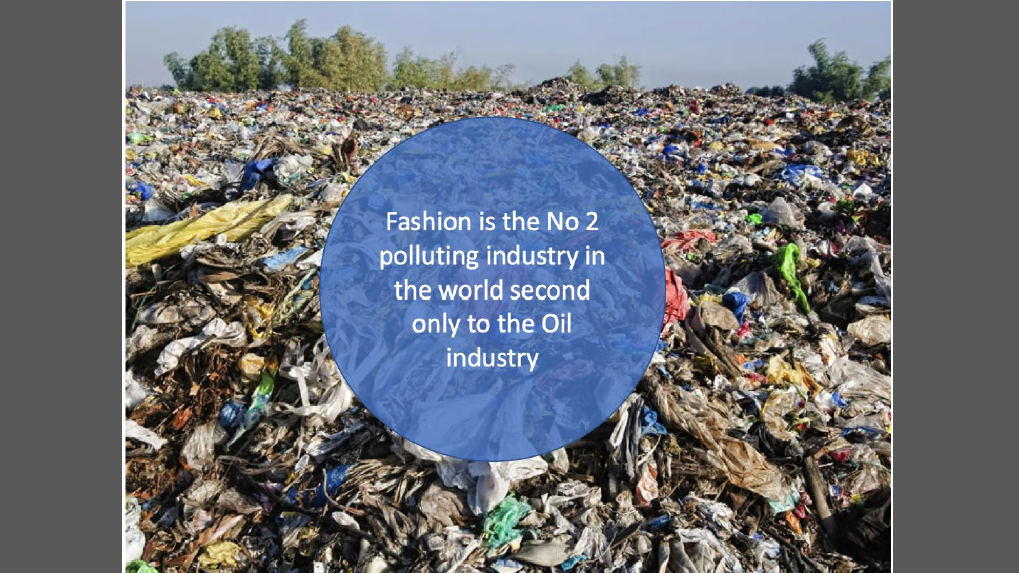 Fashion is the No 2
polluting industry in
the world second
only to the Oil
industry